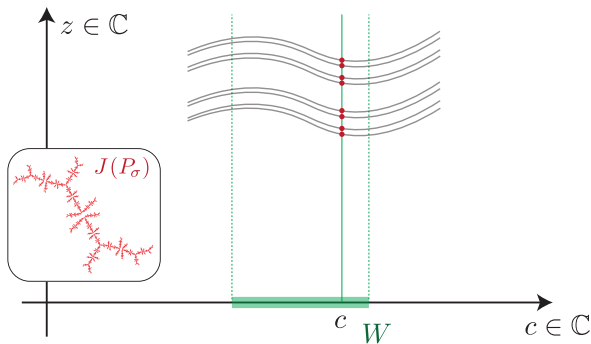 z ∈ ℂ
J(P_σ)
c
W
c ∈ ℂ